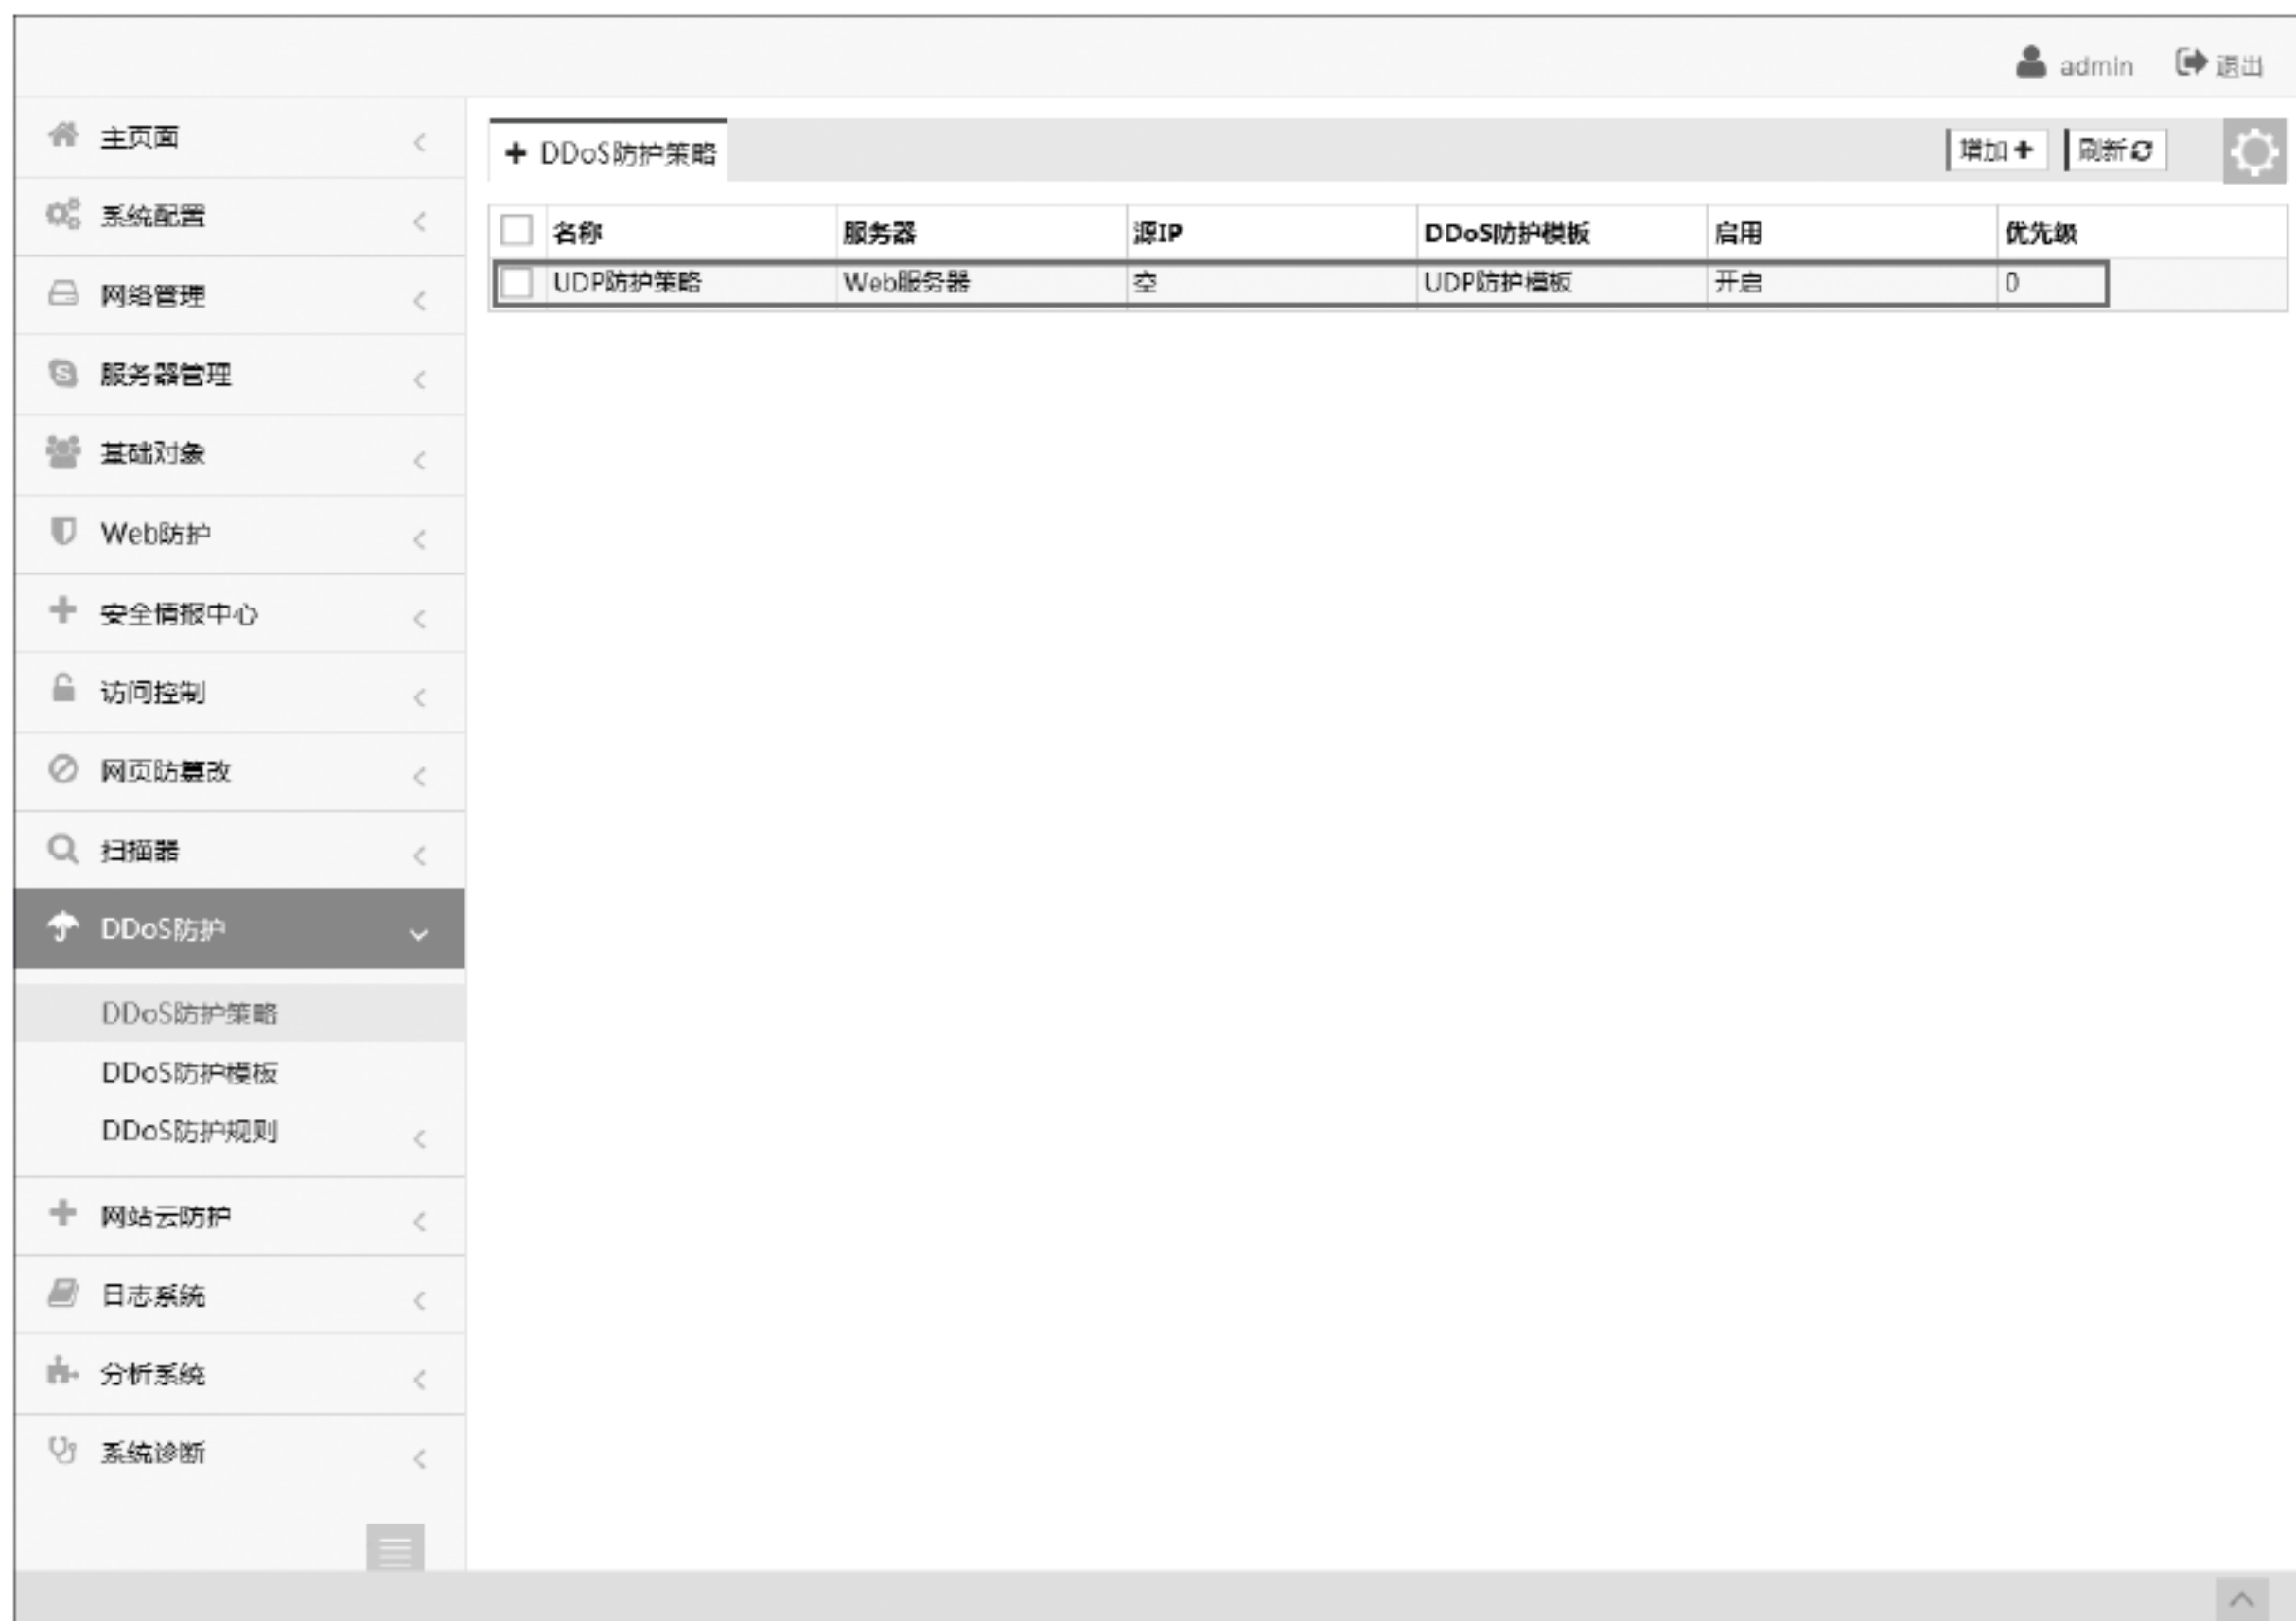 admin 退出
主页面
系统配置
网络管理
服务器管理
基础对象
Web防护
安全情报中心
访问控制
网页防篡改
扫描器
DDoS防护
DDoS防护策略
DDoS防护模板
DDoS防护规则
网站云防护
日志系统
分析系统
系统诊断
DDoS防护策略 增加 刷新
名称 服务器 源IP DDoS防护模板 启用 优先级
UDP防护策略 Web服务器 空 UDP防护模板 开启 0